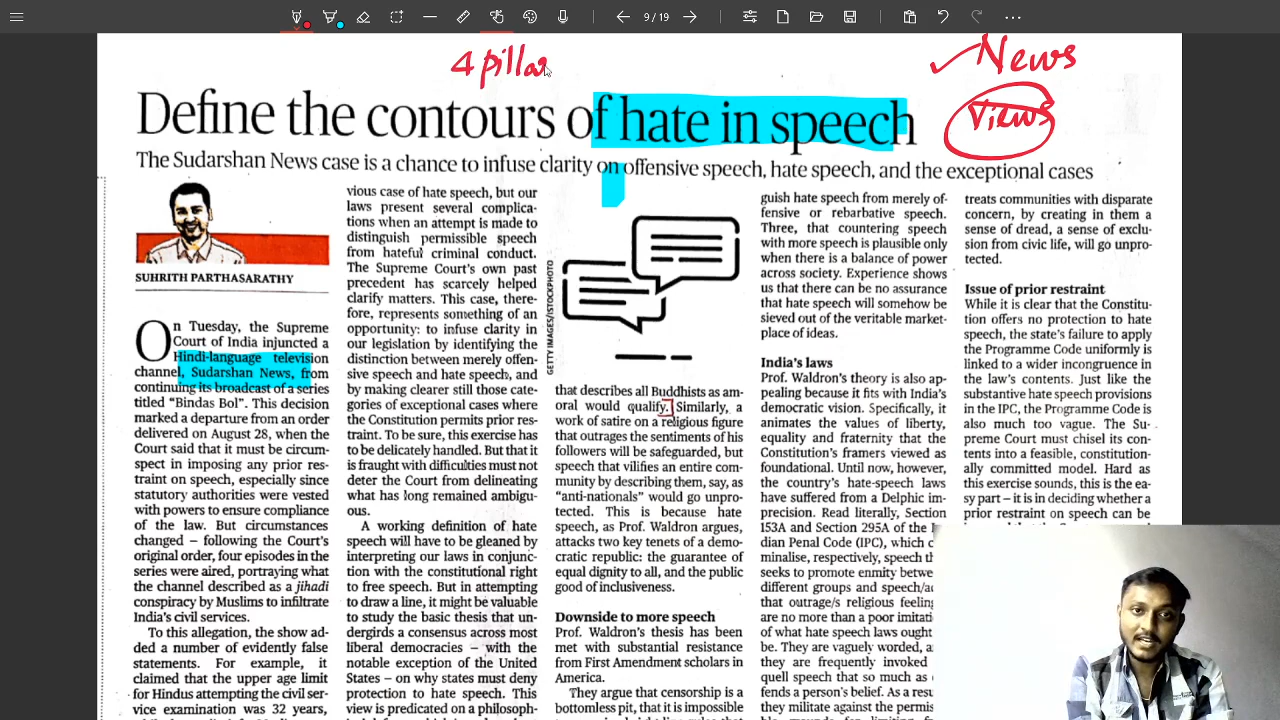 9 / 19
4 pillar
News
Views
Define the contours of hate in speech
The Sudarshan News case is a chance to infuse clarity on offensive speech, hate speech, and the exceptional cases
SUHRITH PARTHASARATHY
On Tuesday, the Supreme
Court of India injuncted a
Hindi-language television
channel, Sudarshan News, from
continuing its broadcast of a series
titled “Bindas Bol”. This decision
marked a departure from an order
delivered on August 28, when the
Court said that it must be circum-
spect in imposing any prior res-
traint on speech, especially since
statutory authorities were vested
with powers to ensure compliance
of the law. But circumstances
changed – following the Court’s
original order, four episodes in the
series were aired, portraying what
the channel described as a jihadi
conspiracy by Muslims to infiltrate
India’s civil services.
To this allegation, the show ad-
ded a number of evidently false
statements. For example, it
claimed that the upper age limit
for Hindus attempting the civil ser-
vice examination was 32 years,
vious case of hate speech, but our
laws present several complica-
tions when an attempt is made to
distinguish permissible speech
from hateful criminal conduct.
The Supreme Court’s own past
precedent has scarcely helped
clarify matters. This case, there-
fore, represents something of an
opportunity: to infuse clarity in
our legislation by identifying the
distinction between merely offen-
sive speech and hate speech, and
by making clearer still those cate-
gories of exceptional cases where
the Constitution permits prior res-
traint. To be sure, this exercise has
to be delicately handled. But that it
is fraught with difficulties must not
deter the Court from delineating
what has long remained ambigu-
ous.
A working definition of hate
speech will have to be gleaned by
interpreting our laws in conjunc-
tion with the constitutional right
to free speech. But in attempting
to draw a line, it might be valuable
to study the basic thesis that un-
dergirds a consensus across most
liberal democracies – with the
notable exception of the United
States – on why states must deny
protection to hate speech. This
view is predicated on a philosoph-
GETTY IMAGES/ISTOCKPHOTO
that describes all Buddhists as am-
oral would qualify. Similarly, a
work of satire on a religious figure
that outrages the sentiments of his
followers will be safeguarded, but
speech that vilifies an entire com-
munity by describing them, say, as
“anti-nationals” would go unpro-
tected. This is because hate
speech, as Prof. Waldron argues,
attacks two key tenets of a demo-
cratic republic: the guarantee of
equal dignity to all, and the public
good of inclusiveness.
Downside to more speech
Prof. Waldron’s thesis has been
met with substantial resistance
from First Amendment scholars in
America.
They argue that censorship is a
bottomless pit, that it is impossible
guish hate speech from merely of-
fensive or rebarbative speech.
Three, that countering speech
with more speech is plausible only
when there is a balance of power
across society. Experience shows
us that there can be no assurance
that hate speech will somehow be
sieved out of the veritable market-
place of ideas.
India’s laws
Prof. Waldron’s theory is also ap-
pealing because it fits with India’s
democratic vision. Specifically, it
animates the values of liberty,
equality and fraternity that the
Constitution’s framers viewed as
foundational. Until now, however,
the country’s hate-speech laws
have suffered from a Delphic im-
precision. Read literally, Section
153A and Section 295A of the I
dian Penal Code (IPC), which c
minalise, respectively, speech th
seeks to promote enmity betwe
different groups and speech/ac
that outrage/s religious feeling
are no more than a poor imitati
of what hate speech laws ought
be. They are vaguely worded, a
they are frequently invoked
quell speech that so much as
fends a person’s belief. As a resu
they militate against the permis
treats communities with disparate
concern, by creating in them a
sense of dread, a sense of exclu-
sion from civic life, will go unpro-
tected.
Issue of prior restraint
While it is clear that the Constitu-
tion offers no protection to hate
speech, the state’s failure to apply
the Programme Code uniformly is
linked to a wider incongruence in
the law’s contents. Just like the
substantive hate speech provisions
in the IPC, the Programme Code is
also much too vague. The Su-
preme Court must chisel its con-
tents into a feasible, constitution-
ally committed model. Hard as
this exercise sounds, this is the ea-
sy part – it is in deciding whether a
prior restraint on speech can be